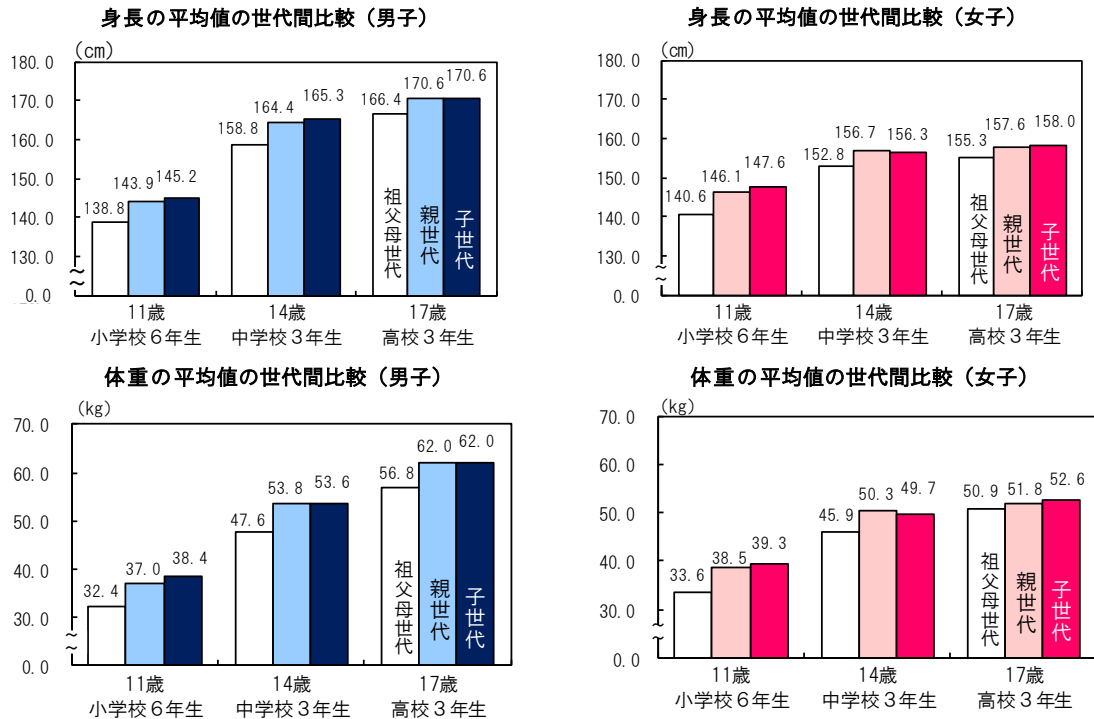 身長の平均値の世代間比較（男子）
(cm)
180.0
170.0
160.0
150.0
140.0
130.0
0.0
138.8
143.9
145.2
158.8
164.4
165.3
166.4
170.6
170.6
祖父母世代
親世代
子世代
11歳
小学校６年生
14歳
中学校３年生
17歳
高校３年生
身長の平均値の世代間比較（女子）
(cm)
180.0
170.0
160.0
150.0
140.0
130.0
0.0
140.6
146.1
147.6
152.8
156.7
156.3
155.3
157.6
158.0
祖父母世代
親世代
子世代
11歳
小学校６年生
14歳
中学校３年生
17歳
高校３年生
体重の平均値の世代間比較（男子）
(kg)
70.0
60.0
50.0
40.0
30.0
0.0
32.4
37.0
38.4
47.6
53.8
53.6
56.8
62.0
62.0
祖父母世代
親世代
子世代
11歳
小学校６年生
14歳
中学校３年生
17歳
高校３年生
体重の平均値の世代間比較（女子）
(kg)
70.0
60.0
50.0
40.0
30.0
0.0
33.6
38.5
39.3
45.9
50.3
49.7
50.9
51.8
52.6
祖父母世代
親世代
子世代
11歳
小学校６年生
14歳
中学校３年生
17歳
高校３年生